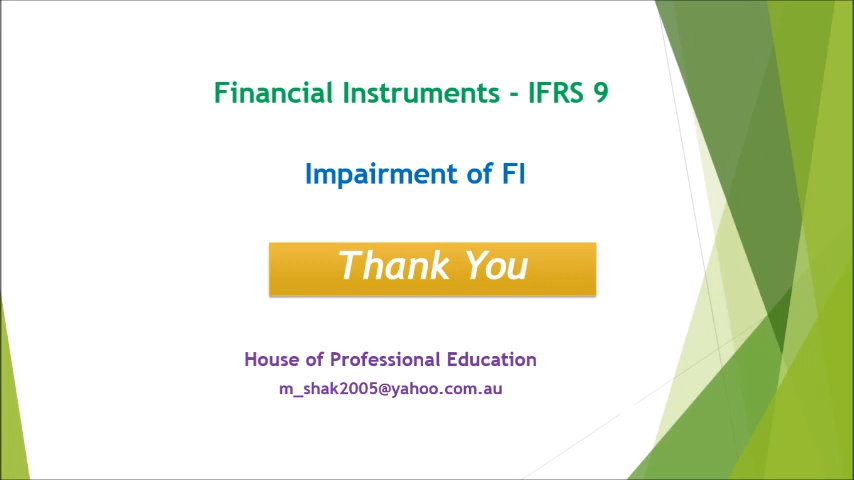 Financial Instruments - IFRS 9
Impairment of FI
Thank You
House of Professional Education
m_shak2005@yahoo.com.au